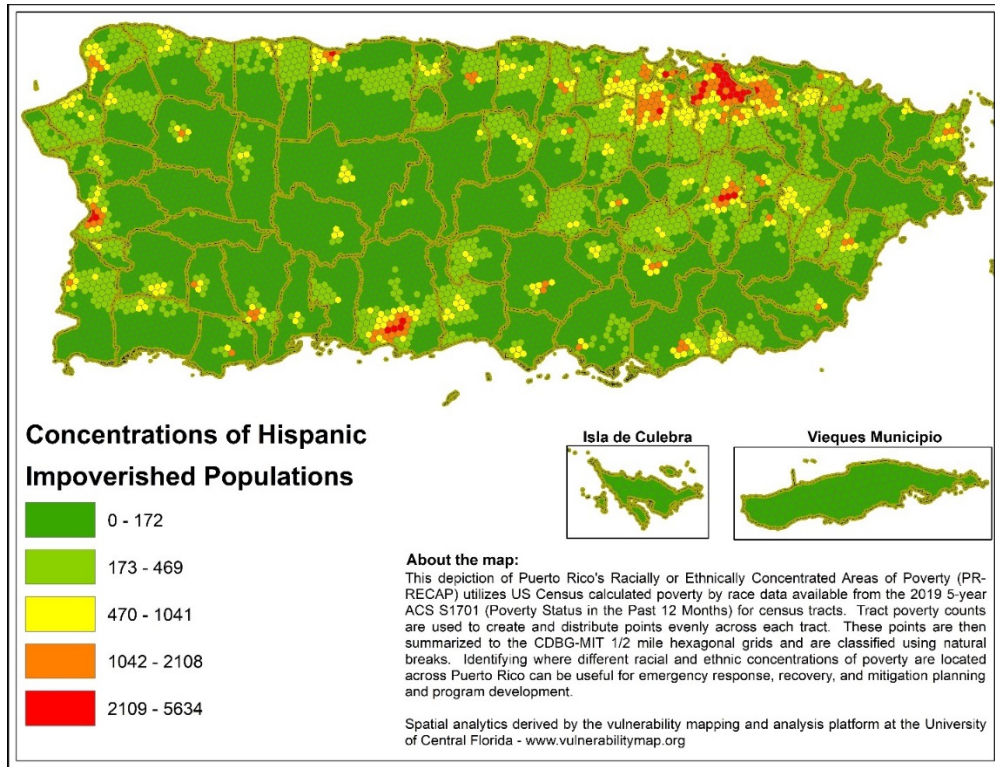 Concentrations of Hispanic
Impoverished Populations
0 - 172
173 - 469
470 - 1041
1042 - 2108
2109 - 5634
Isla de Culebra
Vieques Municipio
About the map:
This depiction of Puerto Rico's Racially or Ethnically Concentrated Areas of Poverty (PR-
RECAP) utilizes US Census calculated poverty by race data available from the 2019 5-year
ACS S1701 (Poverty Status in the Past 12 Months) for census tracts. Tract poverty counts
are used to create and distribute points evenly across each tract. These points are then
summarized to the CDBG-MIT 1/2 mile hexagonal grids and are classified using natural
breaks. Identifying where different racial and ethnic concentrations of poverty are located
across Puerto Rico can be useful for emergency response, recovery, and mitigation planning
and program development.
Spatial analytics derived by the vulnerability mapping and analysis platform at the University
of Central Florida - www.vulnerabilitymap.org